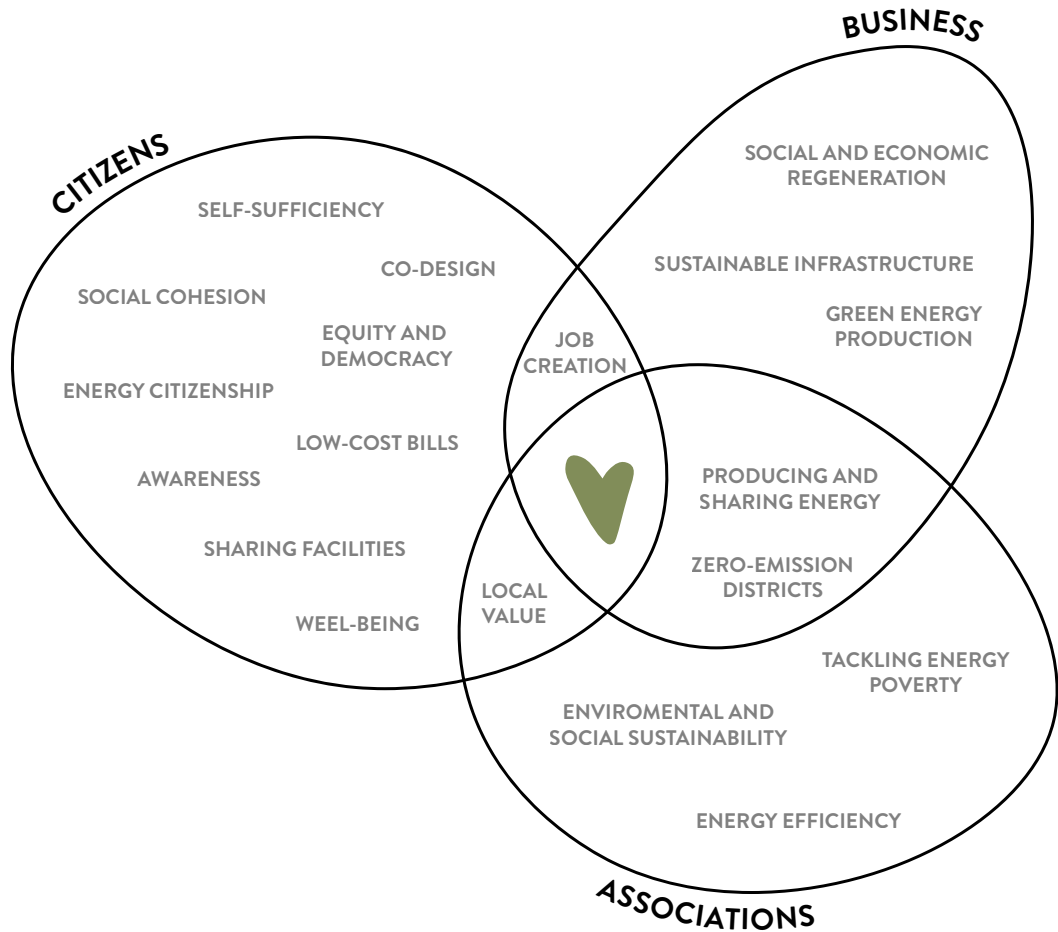 BUSINESS
CITIZENS
SOCIAL AND ECONOMIC
REGENERATION
SELF-SUFFICIENCY
SUSTAINABLE INFRASTRUCTURE
CO-DESIGN
SOCIAL COHESION
GREEN ENERGY
PRODUCTION
EQUITY AND
DEMOCRACY
JOB
CREATION
ENERGY CITIZENSHIP
LOW-COST BILLS
AWARENESS
PRODUCING AND
SHARING ENERGY
SHARING FACILITIES
ZERO-EMISSION
DISTRICTS
LOCAL
VALUE
WEEL-BEING
TACKLING ENERGY
POVERTY
ENVIROMENTAL AND
SOCIAL SUSTAINABILITY
ENERGY EFFICIENCY
ASSOCIATIONS